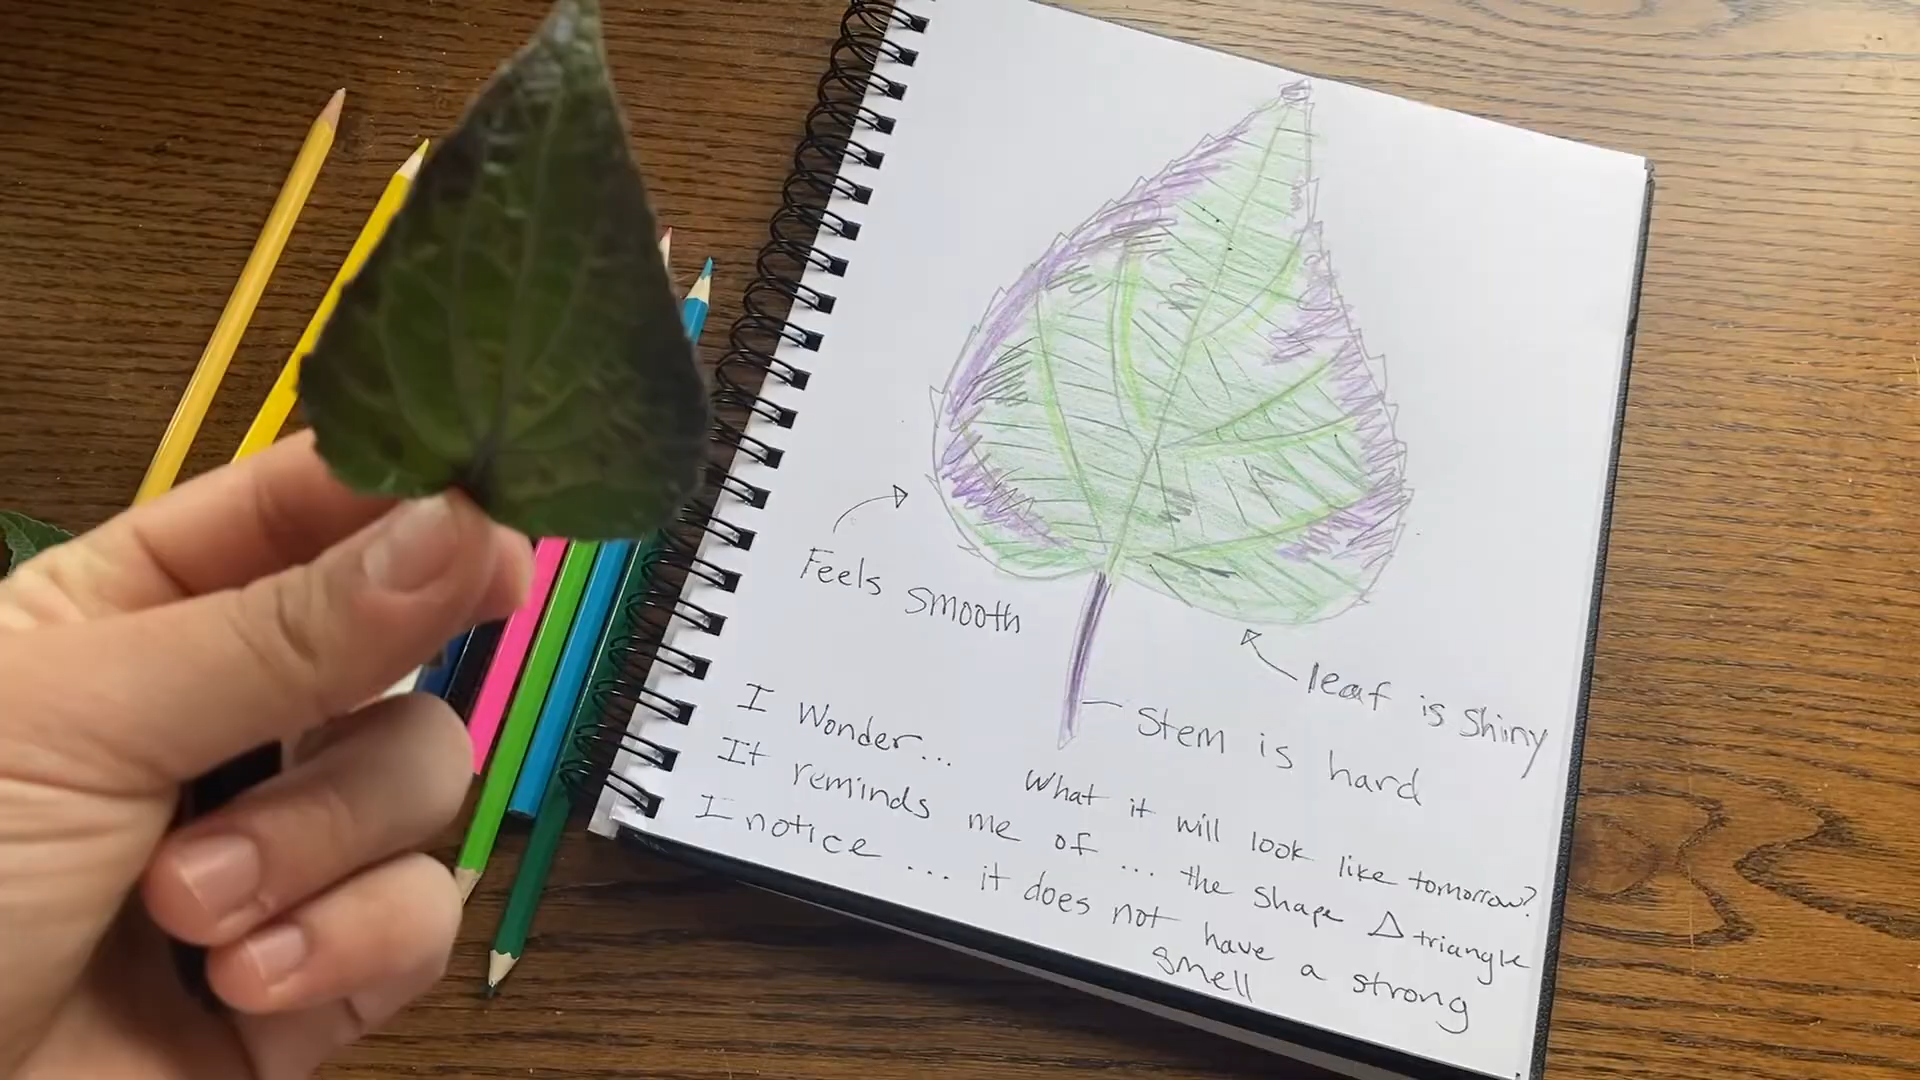 Feels smooth
leaf is shiny
Stem is hard
I wonder... What it will look like tomorrow?
It reminds me of ... the shape △ triangle
I notice ... it does not have a strong
smell